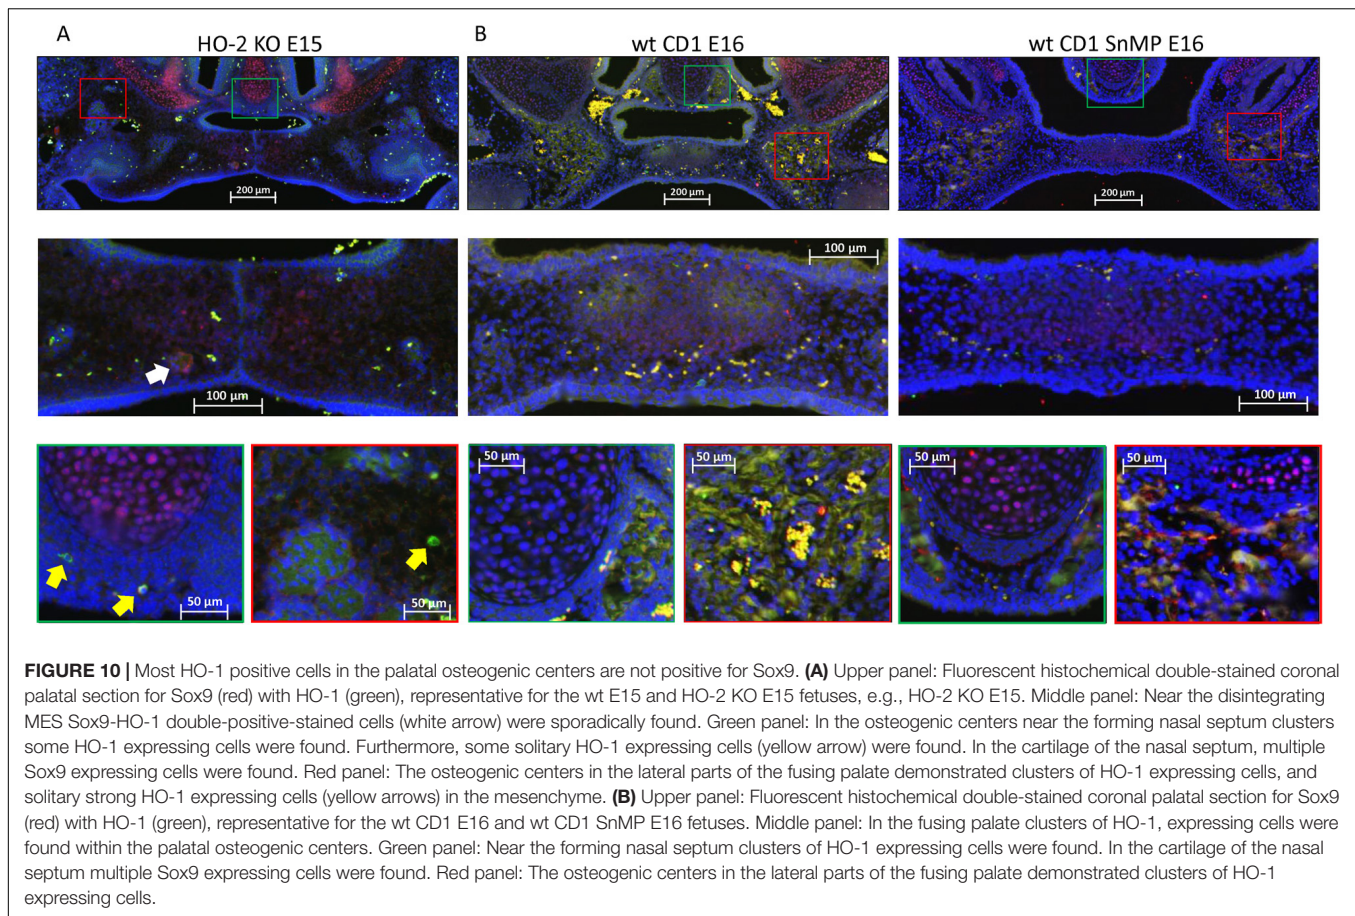 A
HO-2 KO E15
B
wt CD1 E16
wt CD1 SnMP E16
200 µm
200 µm
200 µm
100 µm
100 µm
100 µm
50 µm
50 µm
50 µm
50 µm
50 µm
50 µm
FIGURE 10 | Most HO-1 positive cells in the palatal osteogenic centers are not positive for Sox9. (A) Upper panel: Fluorescent histochemical double-stained coronal
palatal section for Sox9 (red) with HO-1 (green), representative for the wt E15 and HO-2 KO E15 fetuses, e.g., HO-2 KO E15. Middle panel: Near the disintegrating
MES Sox9-HO-1 double-positive-stained cells (white arrow) were sporadically found. Green panel: In the osteogenic centers near the forming nasal septum clusters
some HO-1 expressing cells were found. Furthermore, some solitary HO-1 expressing cells (yellow arrow) were found. In the cartilage of the nasal septum, multiple
Sox9 expressing cells were found. Red panel: The osteogenic centers in the lateral parts of the fusing palate demonstrated clusters of HO-1 expressing cells, and
solitary strong HO-1 expressing cells (yellow arrows) in the mesenchyme. (B) Upper panel: Fluorescent histochemical double-stained coronal palatal section for Sox9
(red) with HO-1 (green), representative for the wt CD1 E16 and wt CD1 SnMP E16 fetuses. Middle panel: In the fusing palate clusters of HO-1, expressing cells were
found within the palatal osteogenic centers. Green panel: Near the forming nasal septum clusters of HO-1 expressing cells were found. In the cartilage of the nasal
septum multiple Sox9 expressing cells were found. Red panel: The osteogenic centers in the lateral parts of the fusing palate demonstrated clusters of HO-1
expressing cells.